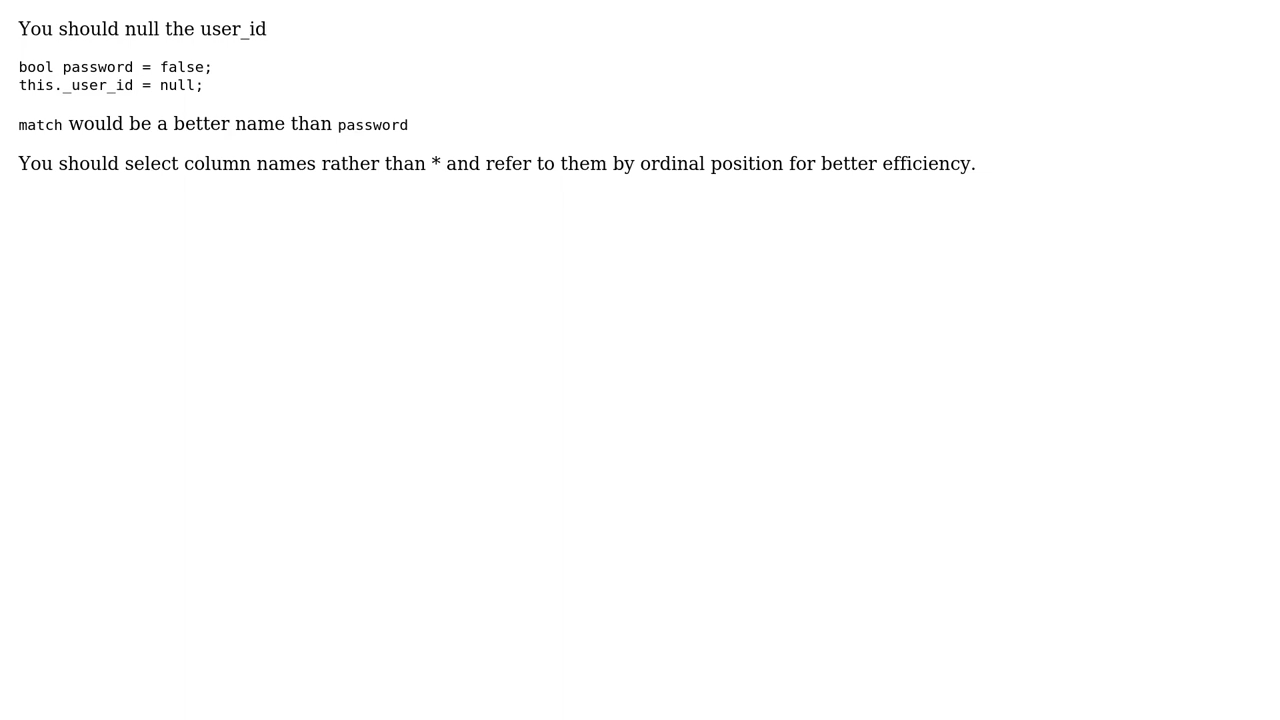 You should null the user_id
bool password = false;
this._user_id = null;
match would be a better name than password
You should select column names rather than * and refer to them by ordinal position for better efficiency.